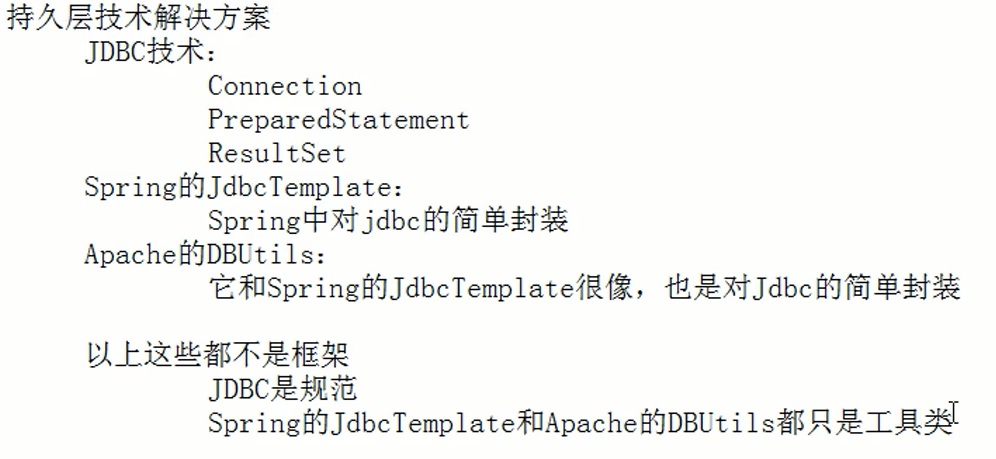 持久层技术解决方案
JDBC技术：
Connection
PreparedStatement
ResultSet
Spring的JdbcTemplate：
Spring中对jdbc的简单封装
Apache的DBUtils：
它和Spring的JdbcTemplate很像，也是对Jdbc的简单封装
以上这些都不是框架
JDBC是规范
Spring的JdbcTemplate和Apache的DBUtils都只是工具类